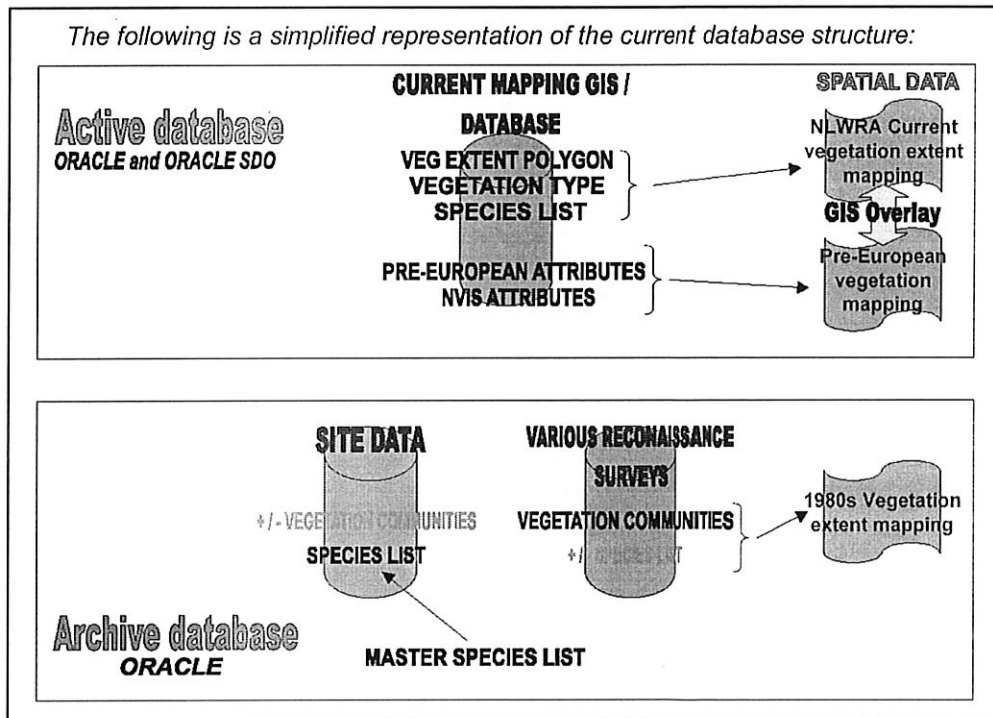 The following is a simplified representation of the current database structure:
Active database
ORACLE and ORACLE SDO
CURRENT MAPPING GIS /
DATABASE
VEG EXTENT POLYGON
VEGETATION TYPE
SPECIES LIST
PRE-EUROPEAN ATTRIBUTES
NVIS ATTRIBUTES
SPATIAL DATA
NLWRA Current
vegetation extent
mapping
GIS Overlay
Pre-European
vegetation
mapping
SITE DATA
+/- VEGETATION COMMUNITIES
SPECIES LIST
VARIOUS RECONAISSANCE
SURVEYS
VEGETATION COMMUNITIES
+/- SPECIES LIST
1980s Vegetation
extent mapping
Archive database
ORACLE
MASTER SPECIES LIST